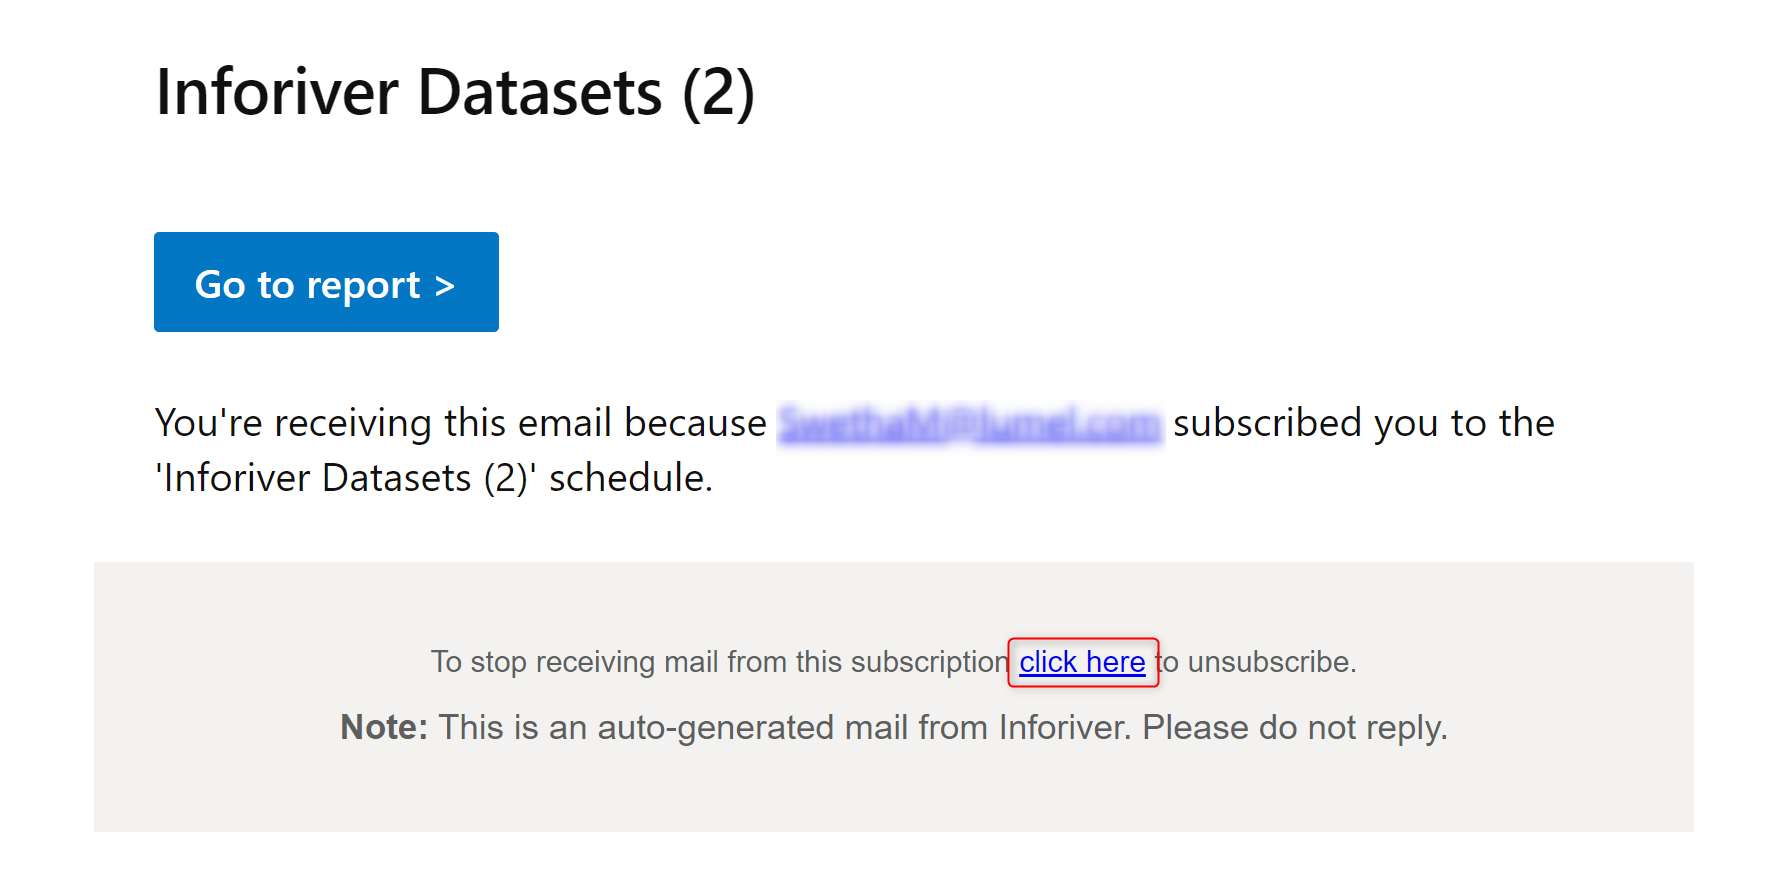 Inforiver Datasets (2)
Go to report >
You're receiving this email because subscribed you to the
'Inforiver Datasets (2)' schedule.
To stop receiving mail from this subscription click here to unsubscribe.
Note: This is an auto-generated mail from Inforiver. Please do not reply.